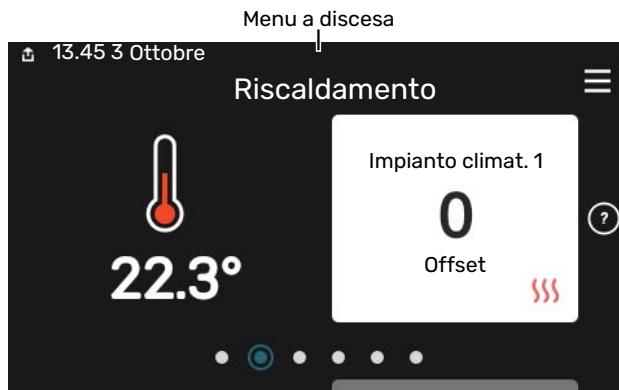 Menu a discesa
13.45 3 Ottobre
Riscaldamento
Impianto climat. 1
0
Offset
22.3°
?